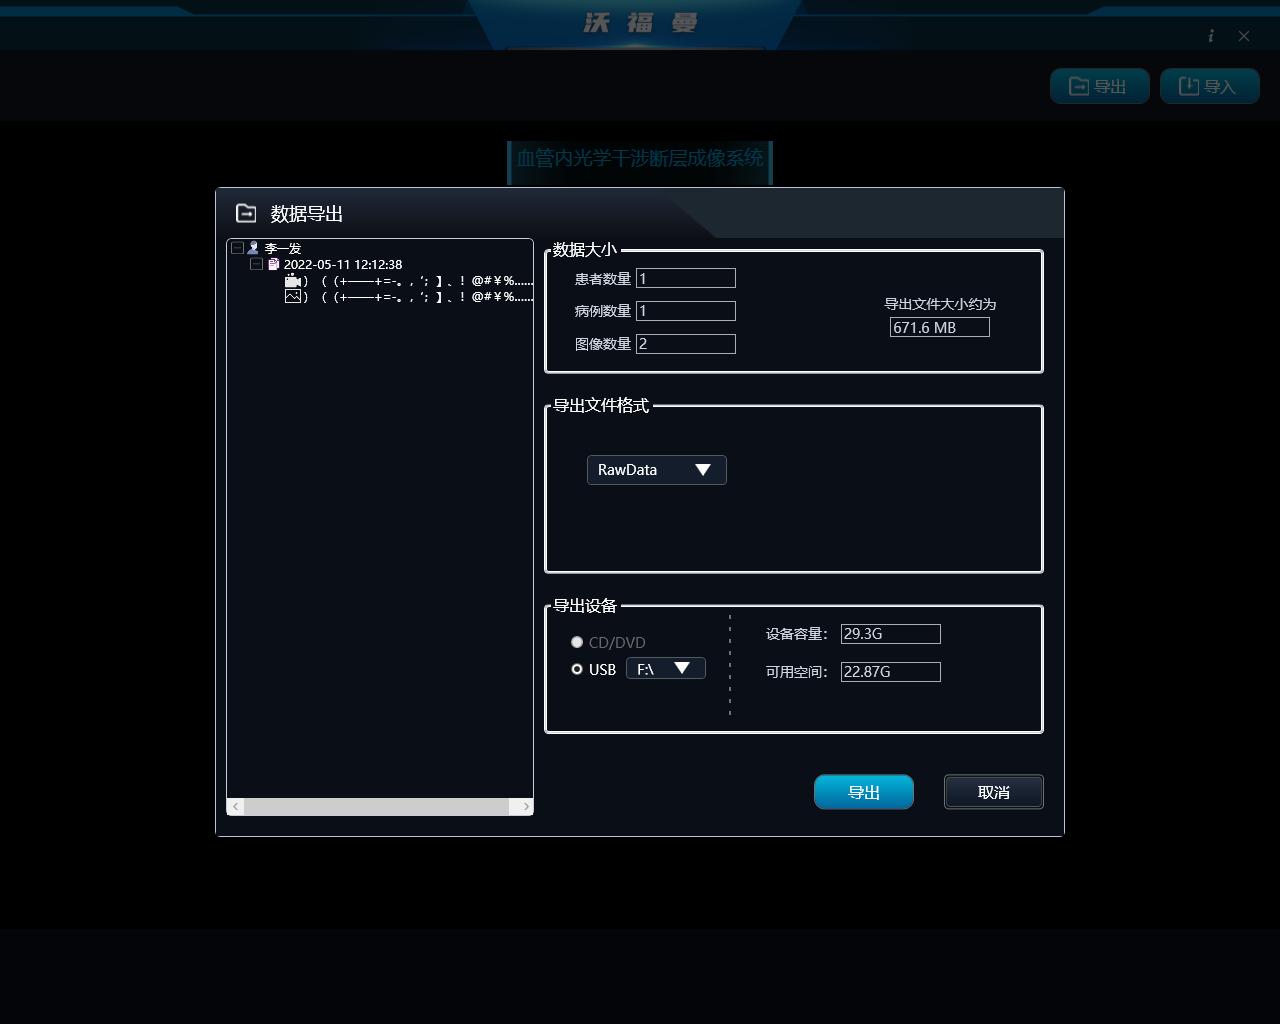 沃福曼
导出
导入
血管内光学干涉断层成像系统
数据导出
李一发
2022-05-11 12:12:38
）（（+——+=-。，‘；】、！@#￥%……
）（（+——+=-。，‘；】、！@#￥%……
数据大小
患者数量 1
病例数量 1
图像数量 2
导出文件大小约为
671.6 MB
导出文件格式
RawData
导出设备
CD/DVD
USB F:\
设备容量： 29.3G
可用空间： 22.87G
导出
取消